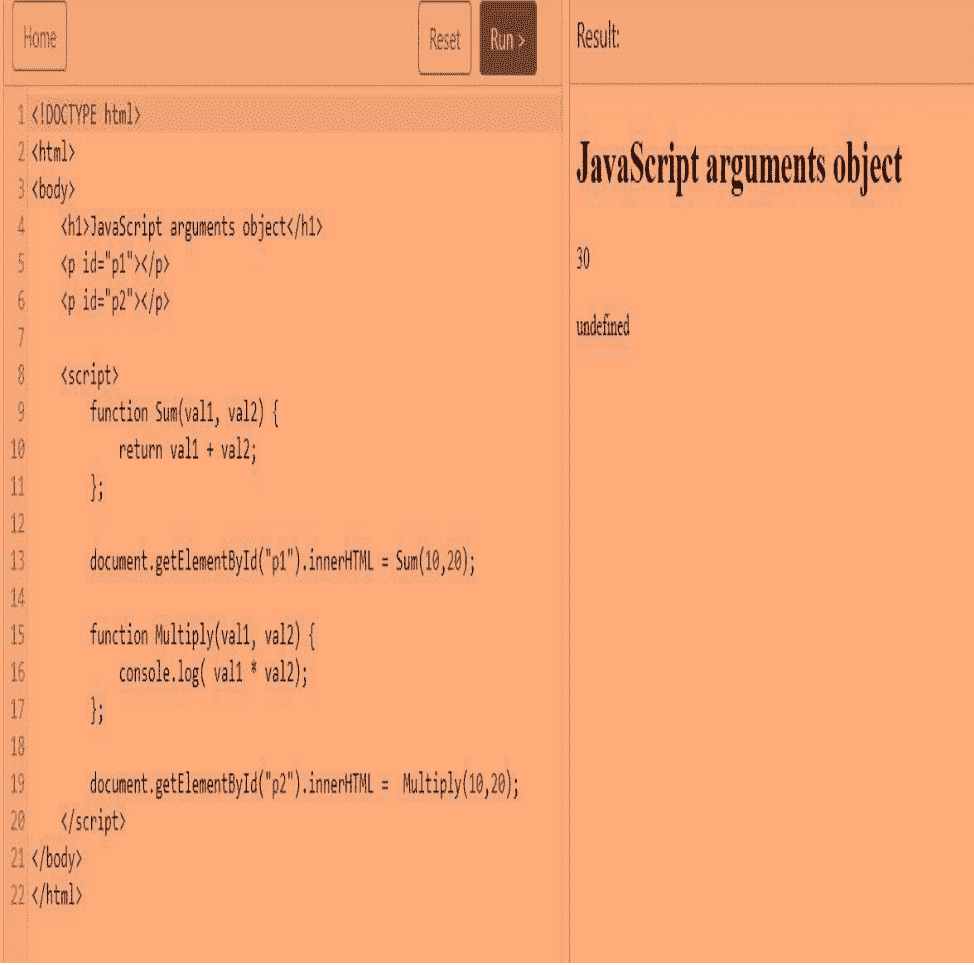 Home
Reset
Run >
Result:
1 <!DOCTYPE html>
2 <html>
3 <body>
4 <h1>JavaScript arguments object</h1>
5 <p id="p1"></p>
6 <p id="p2"></p>
7
8 <script>
9 function Sum(val1, val2) {
10 return val1 + val2;
11 };
12
13 document.getElementById("p1").innerHTML = Sum(10,20);
14
15 function Multiply(val1, val2) {
16 console.log( val1 * val2);
17 };
18
19 document.getElementById("p2").innerHTML =  Multiply(10,20);
20 </script>
21 </body>
22 </html>
JavaScript arguments object
30
undefined